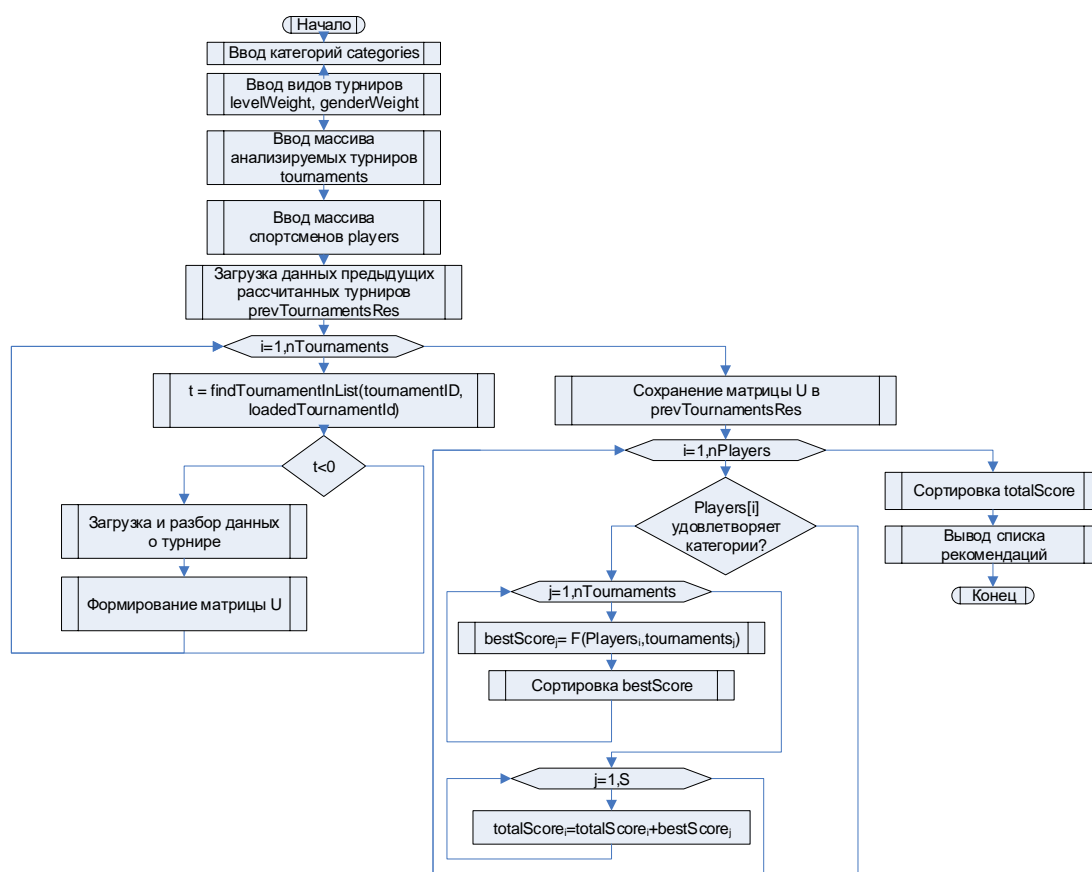 Начало
Ввод категорий categories
Ввод видов турниров
levelWeight, genderWeight
Ввод массива
анализируемых турниров
tournaments
Ввод массива
спортсменов players
Загрузка данных предыдущих
рассчитанных турниров
prevTournamentsRes
i=1,nTournaments
t = findTournamentInList(tournamentID,
loadedTournamentId)
t<0
Загрузка и разбор данных
о турнире
Формирование матрицы U
Сохранение матрицы U в
prevTournamentsRes
i=1,nPlayers
Players[i]
удовлетворяет
категории?
j=1,nTournaments
bestScoreⱼ= F(Playersᵢ,tournamentsⱼ)
Сортировка bestScore
j=1,S
totalScoreᵢ=totalScoreᵢ+bestScoreⱼ
Сортировка totalScore
Вывод списка
рекомендаций
Конец